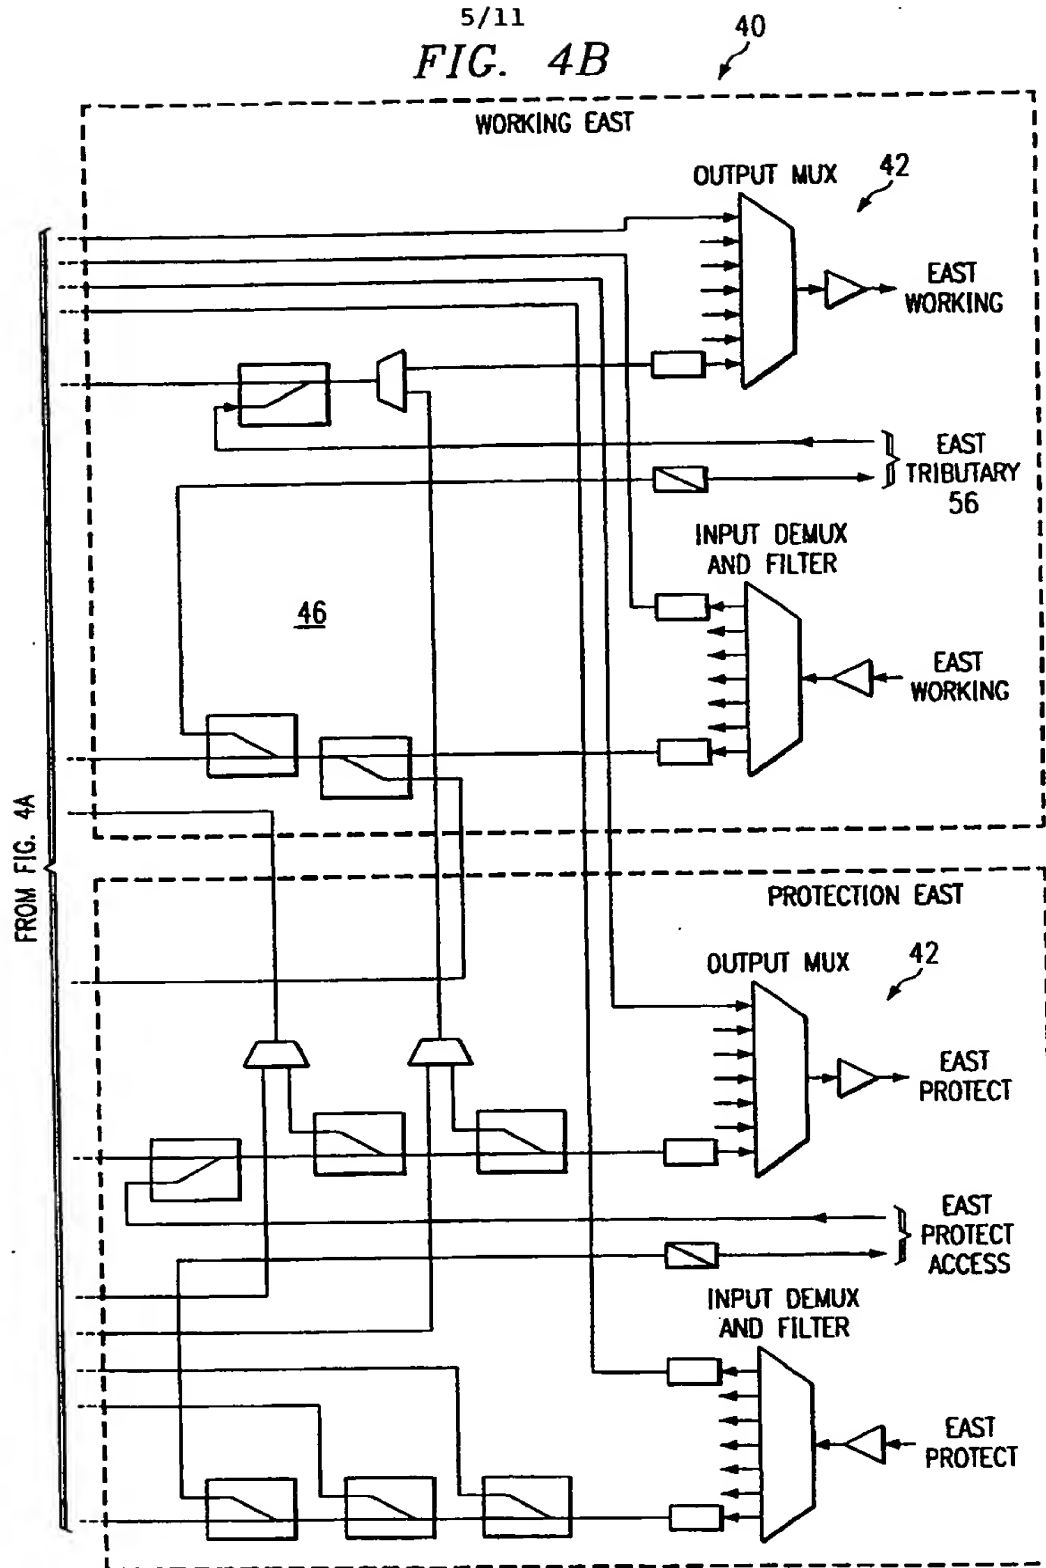 5/11
FIG. 4B
40
WORKING EAST
OUTPUT MUX
42
EAST
WORKING
EAST
TRIBUTARY
56
INPUT DEMUX
AND FILTER
46
EAST
WORKING
FROM FIG. 4A
PROTECTION EAST
OUTPUT MUX
42
EAST
PROTECT
EAST
PROTECT
ACCESS
INPUT DEMUX
AND FILTER
EAST
PROTECT